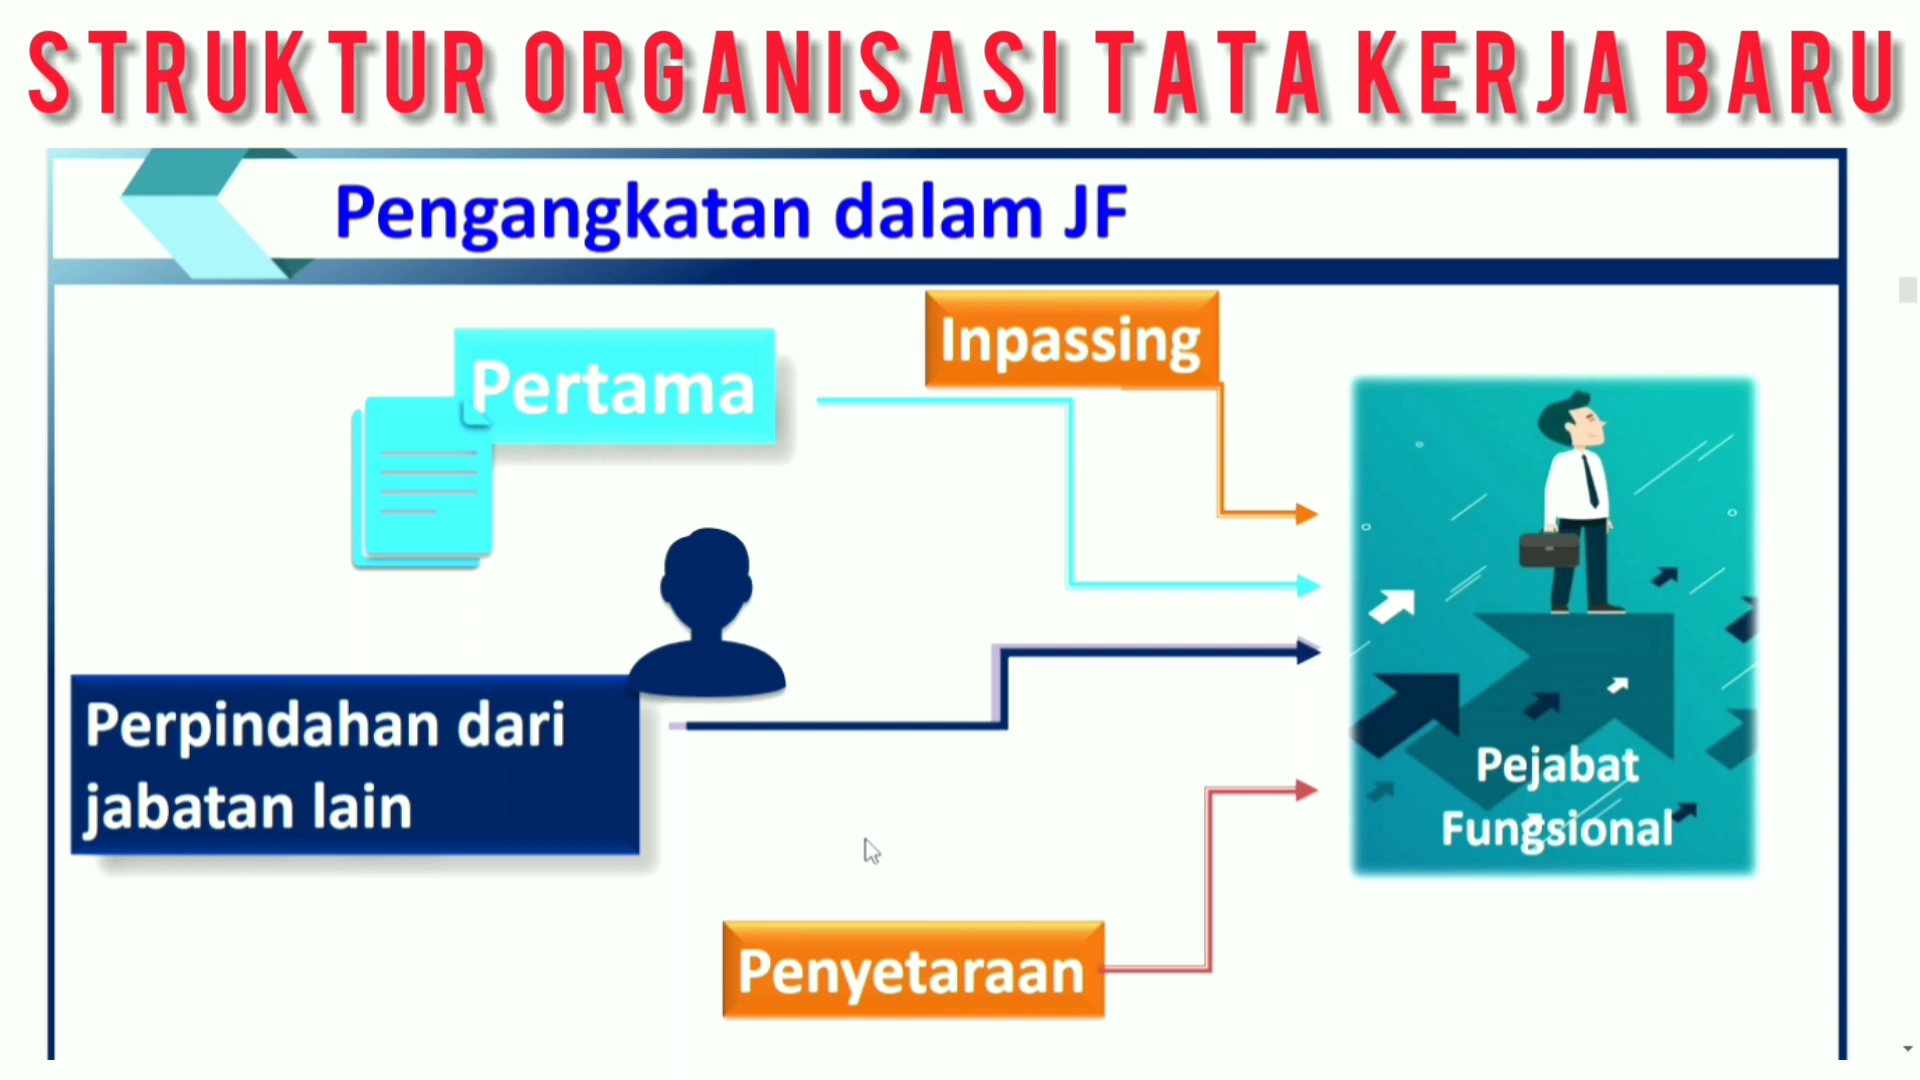 STRUKTUR ORGANISASI TATA KERJA BARU
Pengangkatan dalam JF
Inpassing
Pertama
Perpindahan dari
jabatan lain
Pejabat
Fungsional
Penyetaraan